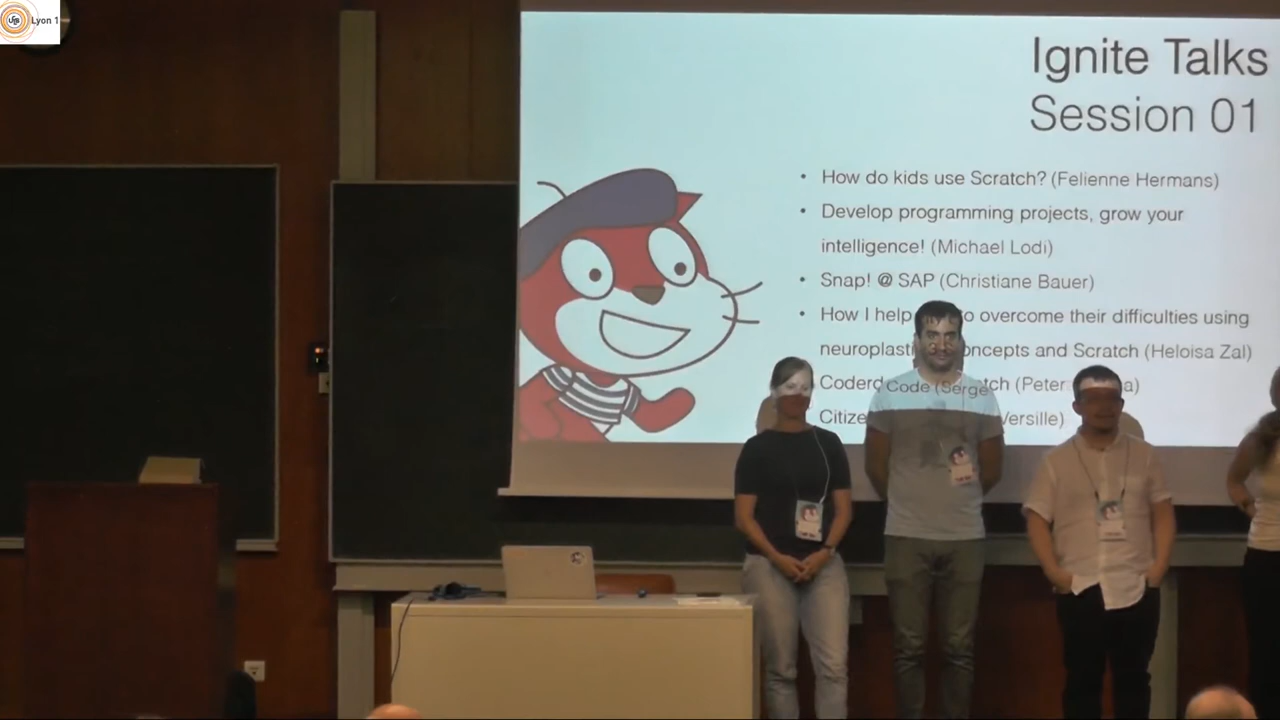 Lyon 1
Ignite Talks
Session 01
• How do kids use Scratch? (Felienne Hermans)
• Develop programming projects, grow your
intelligence! (Michael Lodi)
• Snap! @ SAP (Christiane Bauer)
• How I help o overcome their difficulties using
neuroplasti oncepts and Scratch (Heloisa Zal)
Coderd Code (Serge tch (Peter a)
Citize Versille)